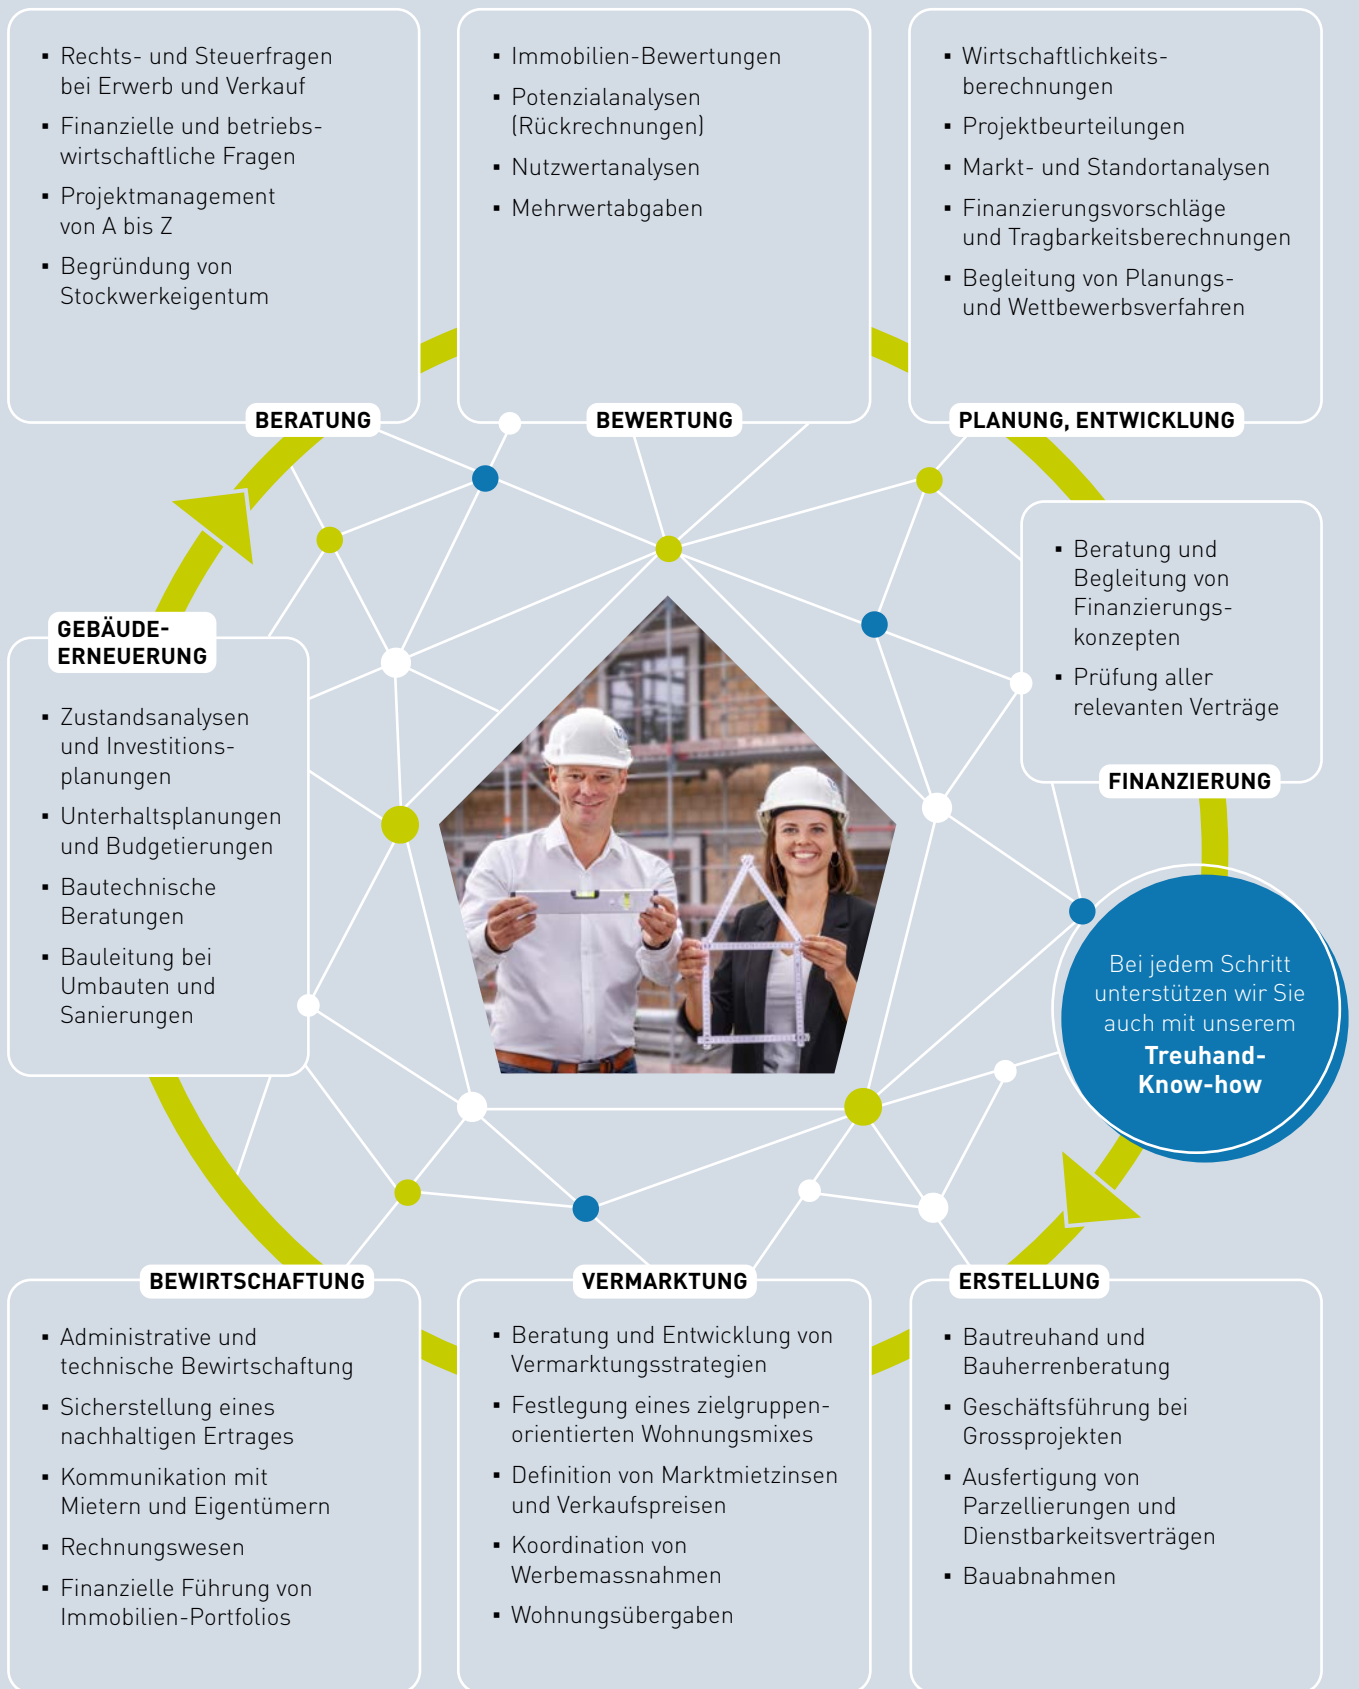 ▪ Rechts- und Steuerfragen
bei Erwerb und Verkauf
▪ Finanzielle und betriebs-
wirtschaftliche Fragen
▪ Projektmanagement
von A bis Z
▪ Begründung von
Stockwerkeigentum
BERATUNG
▪ Immobilien-Bewertungen
▪ Potenzialanalysen
(Rückrechnungen)
▪ Nutzwertanalysen
▪ Mehrwertabgaben
BEWERTUNG
▪ Wirtschaftlichkeits-
berechnungen
▪ Projektbeurteilungen
▪ Markt- und Standortanalysen
▪ Finanzierungsvorschläge
und Tragbarkeitsberechnungen
▪ Begleitung von Planungs-
und Wettbewerbsverfahren
PLANUNG, ENTWICKLUNG
▪ Beratung und
Begleitung von
Finanzierungs-
konzepten
▪ Prüfung aller
relevanten Verträge
FINANZIERUNG
Bei jedem Schritt
unterstützen wir Sie
auch mit unserem
Treuhand-
Know-how
GEBÄUDE-
ERNEUERUNG
▪ Zustandsanalysen
und Investitions-
planungen
▪ Unterhaltsplanungen
und Budgetierungen
▪ Bautechnische
Beratungen
▪ Bauleitung bei
Umbauten und
Sanierungen
BEWIRTSCHAFTUNG
▪ Administrative und
technische Bewirtschaftung
▪ Sicherstellung eines
nachhaltigen Ertrages
▪ Kommunikation mit
Mietern und Eigentümern
▪ Rechnungswesen
▪ Finanzielle Führung von
Immobilien-Portfolios
VERMARKTUNG
▪ Beratung und Entwicklung von
Vermarktungsstrategien
▪ Festlegung eines zielgruppen-
orientierten Wohnungsmixes
▪ Definition von Marktmietzinsen
und Verkaufspreisen
▪ Koordination von
Werbemassnahmen
▪ Wohnungsübergaben
ERSTELLUNG
▪ Bautreuhand und
Bauherrenberatung
▪ Geschäftsführung bei
Grossprojekten
▪ Ausfertigung von
Parzellierungen und
Dienstbarkeitsverträgen
▪ Bauabnahmen